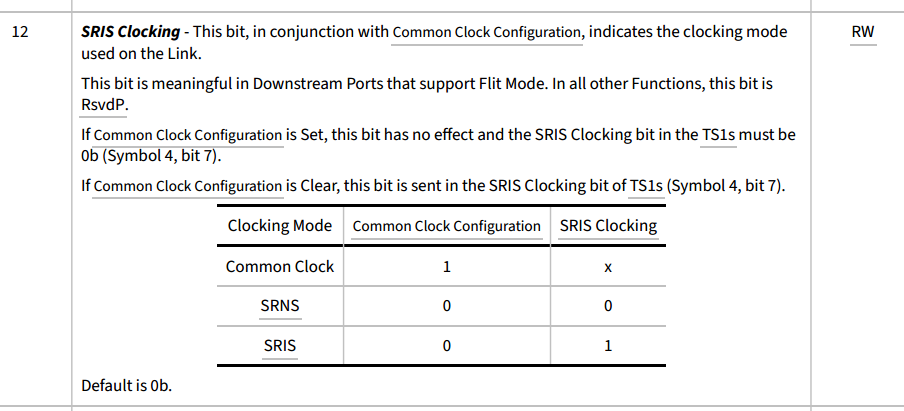 12 SRIS Clocking - This bit, in conjunction with Common Clock Configuration, indicates the clocking mode RW
used on the Link.
This bit is meaningful in Downstream Ports that support Flit Mode. In all other Functions, this bit is
RsvdP.
If Common Clock Configuration is Set, this bit has no effect and the SRIS Clocking bit in the TS1s must be
0b (Symbol 4, bit 7).
If Common Clock Configuration is Clear, this bit is sent in the SRIS Clocking bit of TS1s (Symbol 4, bit 7).
Clocking Mode Common Clock Configuration SRIS Clocking
Common Clock 1 x
SRNS 0 0
SRIS 0 1
Default is 0b.